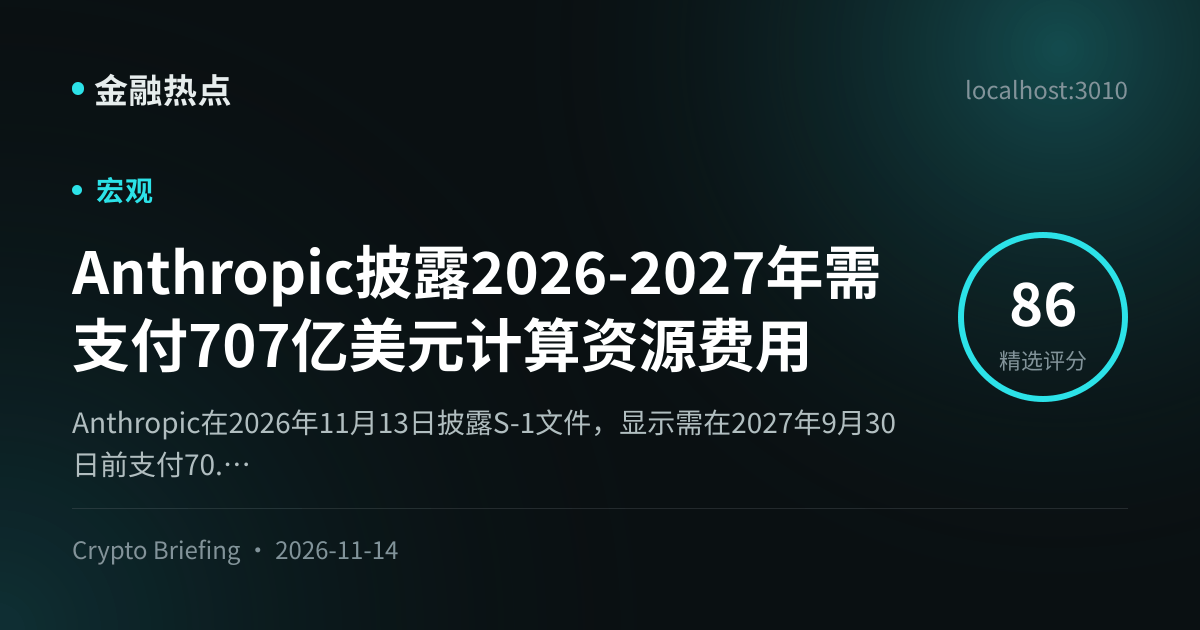 金融热点
localhost:3010
宏观
Anthropic披露2026-2027年需
支付707亿美元计算资源费用
86
精选评分
Anthropic在2026年11月13日披露S-1文件，显示需在2027年9月30
日前支付70.…
Crypto Briefing • 2026-11-14